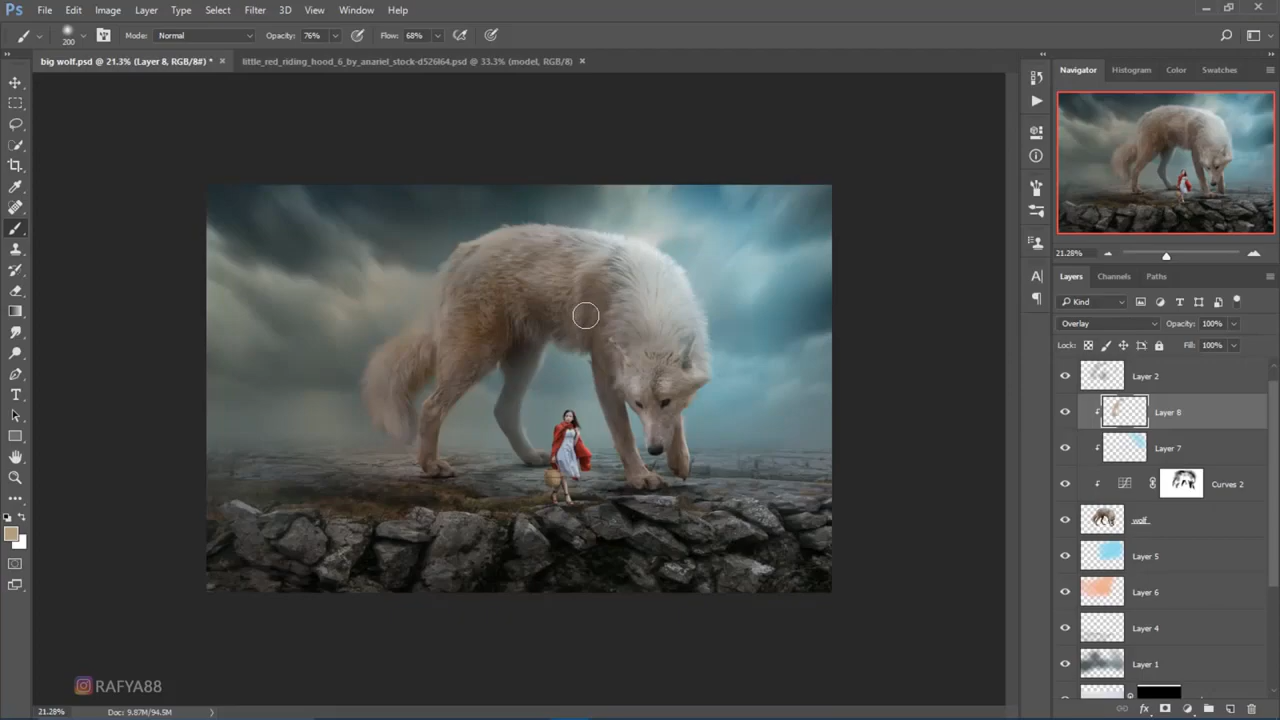 Ps File Edit Image Layer Type Select Filter 3D View Window Help
200 Mode: Normal Opacity: 76% Flow: 68%
big wolf.psd @ 21.3% (Layer 8, RGB/8#) * × little_red_riding_hood_6_by_anariel_stock-d526l64.psd @ 33.3% (model, RGB/8) ×
Navigator Histogram Color Swatches
21.28%
Layers Channels Paths
Kind
Overlay Opacity: 100%
Lock: Fill: 100%
Layer 2
Layer 8
Layer 7
Curves 2
wolf
Layer 5
Layer 6
Layer 4
Layer 1
RAFYA88
21.28% Doc: 9.87M/94.5M